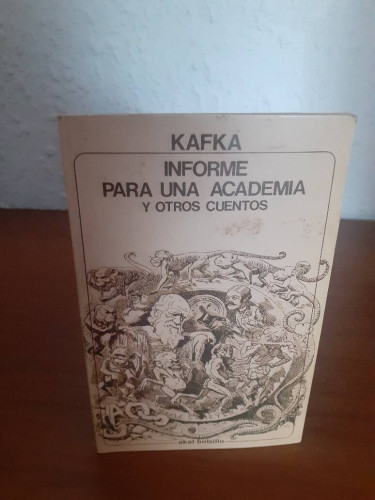 KAFKA
INFORME
PARA UNA ACADEMIA
Y OTROS CUENTOS
akal bolsillo